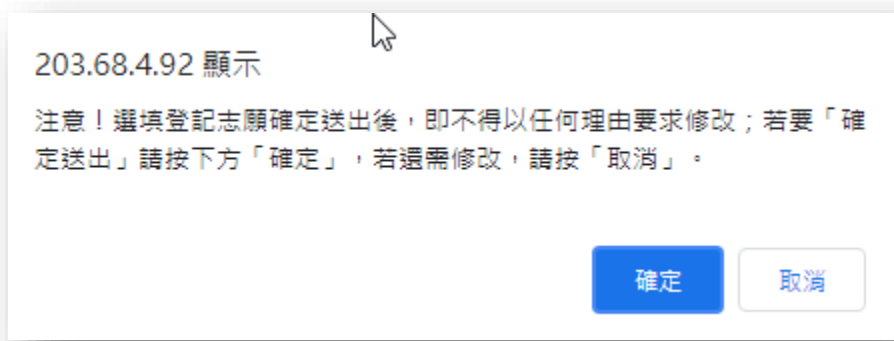 203.68.4.92 顯示
注意！選填登記志願確定送出後，即不得以任何理由要求修改；若要「確
定送出」請按下方「確定」，若還需修改，請按「取消」。
確定
取消